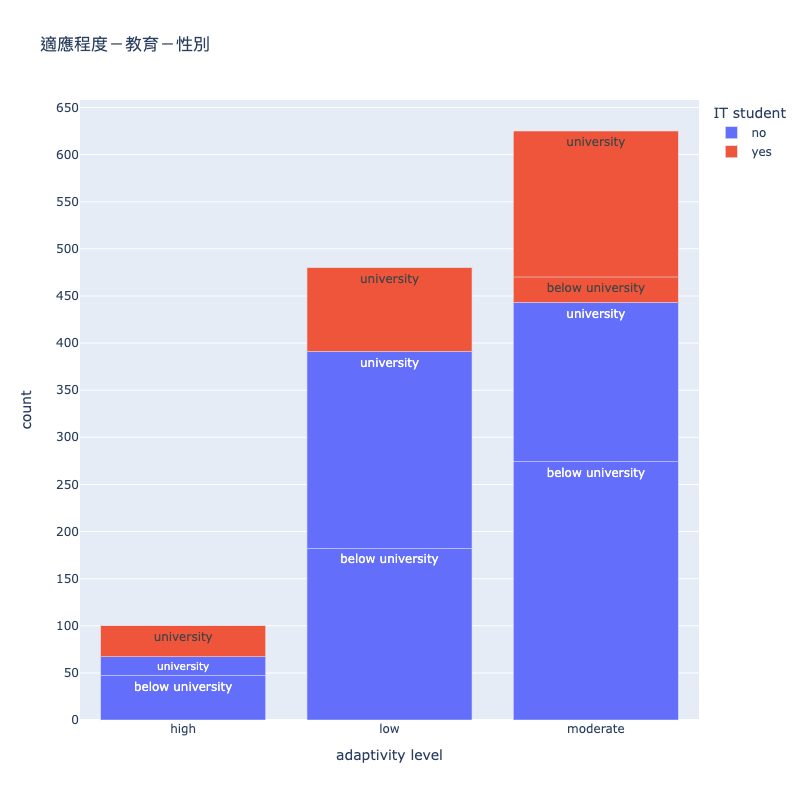 適應程度－教育－性別
IT student
no
yes
count
650
600
550
500
450
400
350
300
250
200
150
100
50
0
university
university
below university
university
university
below university
university
below university
university
below university
high
low
moderate
adaptivity level